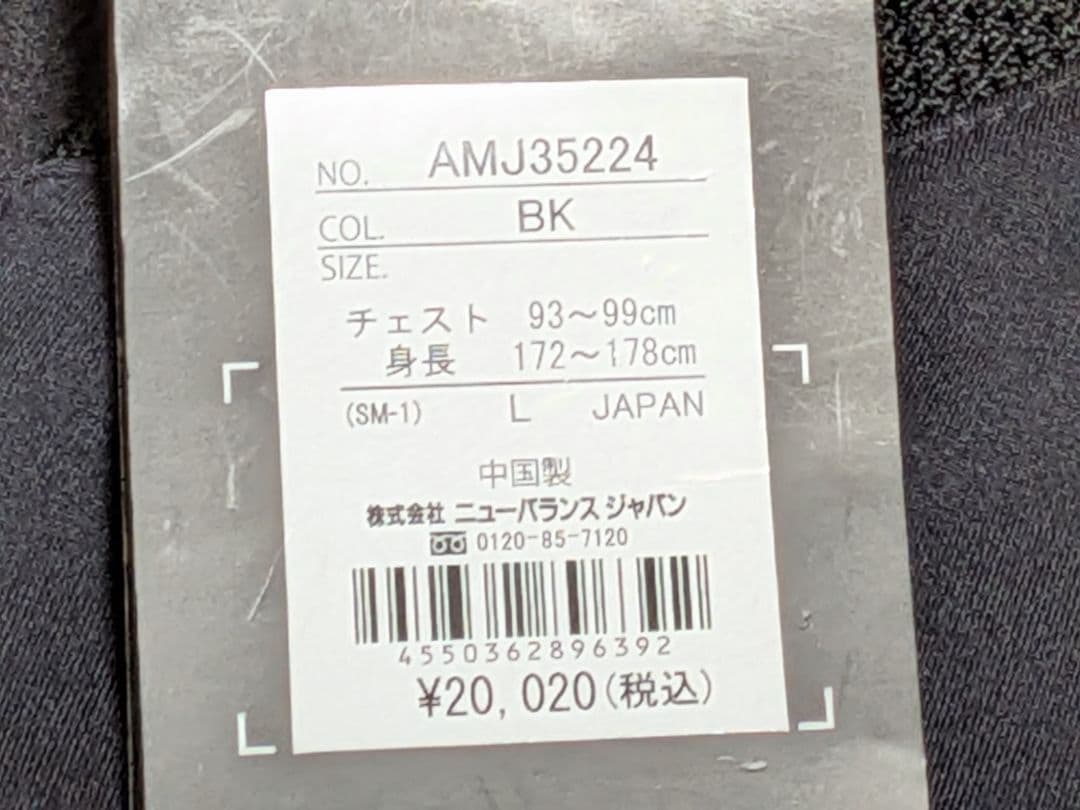 NO. AMJ35224
COL. BK
SIZE.
チェスト 93～99cm
身長 172～178cm
(SM-1) L JAPAN
中国製
株式会社 ニューバランス ジャパン
0120-85-7120
4550362896392
¥20,020(税込)